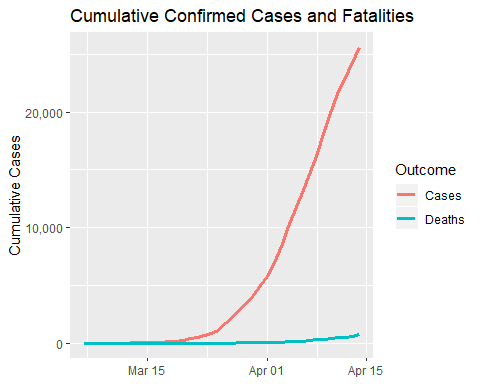 Cumulative Confirmed Cases and Fatalities
Cumulative Cases
20,000
10,000
0
Mar 15
Apr 01
Apr 15
Outcome
Cases
Deaths